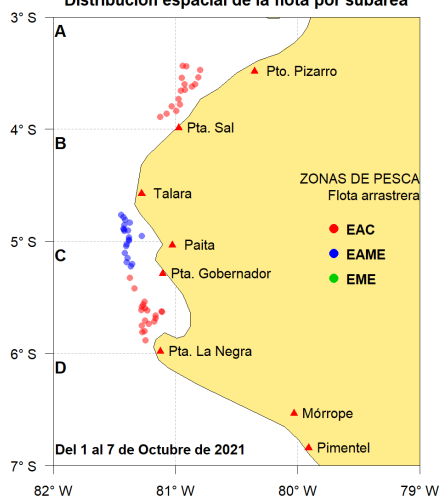 Distribución espacial de la flota por subárea
3° S
A
Pto. Pizarro
4° S
Pta. Sal
B
ZONAS DE PESCA
Flota arrastrera
Talara
EAC
5° S
Paita
C
EAME
Pta. Gobernador
EME
6° S
Pta. La Negra
D
Mórrope
Del 1 al 7 de Octubre de 2021
Pimentel
7° S
82° W
81° W
80° W
79° W